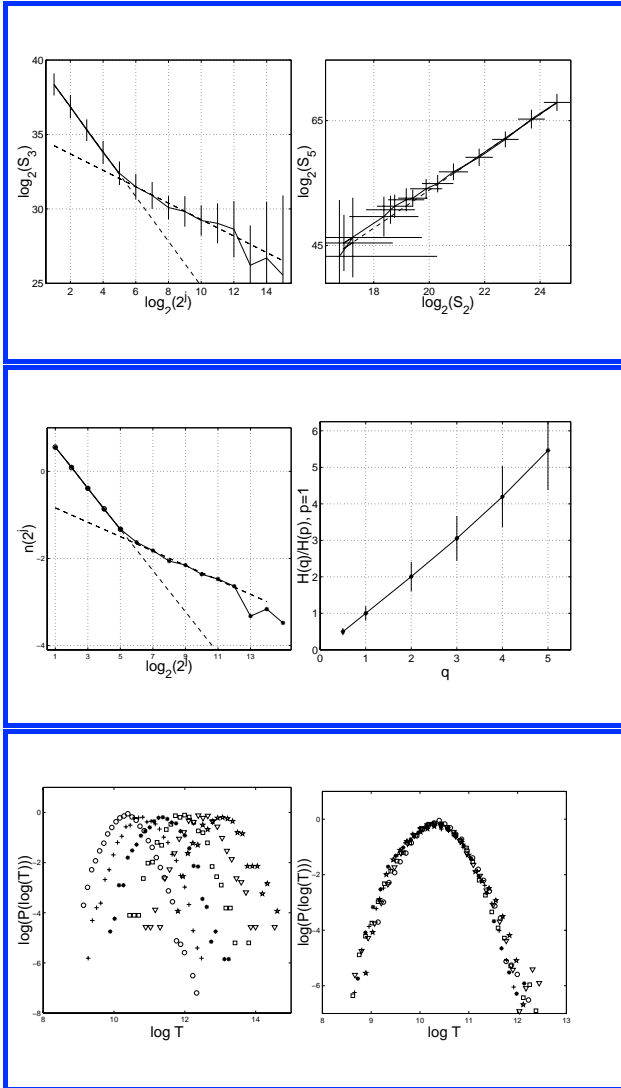 40
35
30
25
log₂(S₃)
2 4 6 8 10 12 14
log₂(2ʲ)
65
45
log₂(S₅)
18 20 22 24
log₂(S₂)
0
−2
−4
n(2ʲ)
1 3 5 7 9 11 13
log₂(2ʲ)
6
5
4
3
2
1
0
H(q)/H(p), p=1
0 1 2 3 4 5
q
0
−2
−4
−6
−8
log(P(log(T)))
8 10 12 14
log T
0
−2
−4
−6
log(P(log(T)))
8 9 10 11 12 13
log T